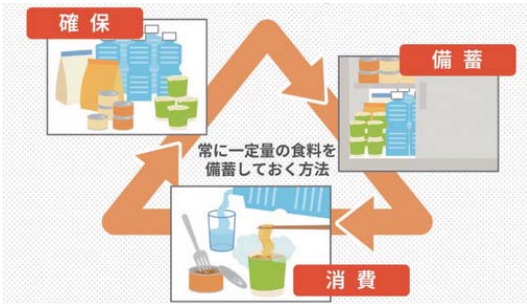 確保
備蓄
常に一定量の食料を
備蓄しておく方法
消費